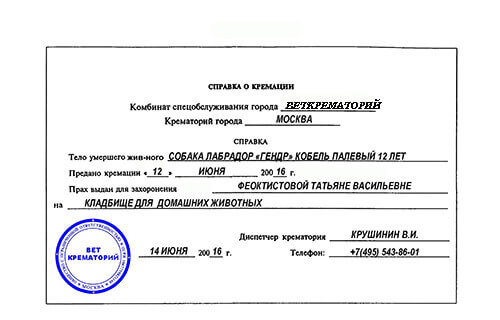 СПРАВКА О КРЕМАЦИИ
Комбинат спецобслуживания города ВЕТКРЕМАТОРИЙ
Крематорий города МОСКВА
СПРАВКА
Тело умершего жив-ного СОБАКА ЛАБРАДОР «ГЕНДР» КОБЕЛЬ ПАЛЕВЫЙ 12 ЛЕТ
Предано кремации « 12 » ИЮНЯ 200 16 г.
Прах выдан для захоронения ФЕОКТИСТОВОЙ ТАТЬЯНЕ ВАСИЛЬЕВНЕ
на КЛАДБИЩЕ ДЛЯ ДОМАШНИХ ЖИВОТНЫХ
Диспетчер крематория КРУШИНИН В.И.
14 ИЮНЯ 200 16 г. Телефон: +7(495) 543-86-01
ВЕТ
КРЕМАТОРИЙ
МОСКВА